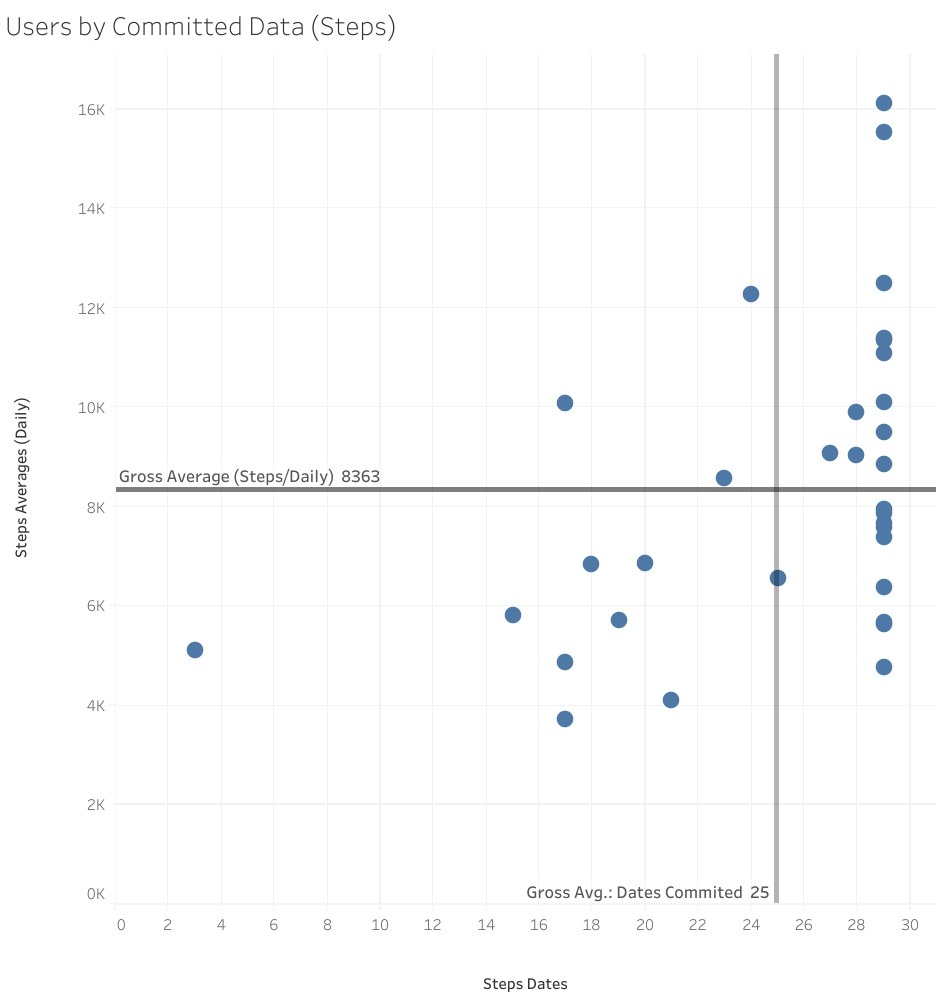 Users by Committed Data (Steps)
16K
14K
12K
10K
Gross Average (Steps/Daily) 8363
8K
6K
4K
2K
0K
Steps Averages (Daily)
Gross Avg.: Dates Commited 25
0 2 4 6 8 10 12 14 16 18 20 22 24 26 28 30
Steps Dates